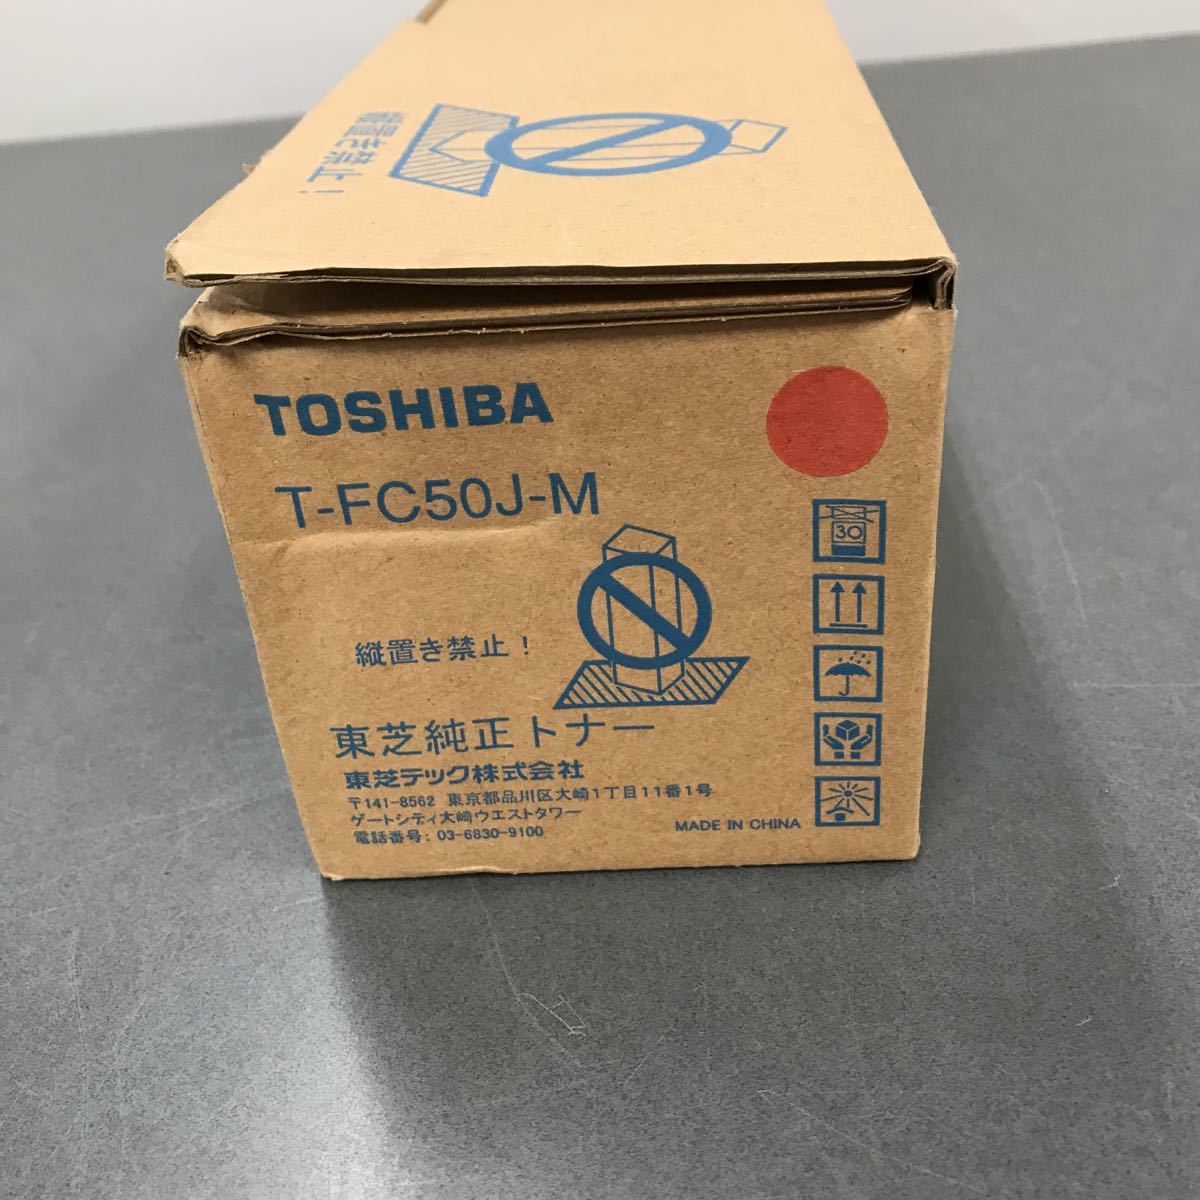 縦置き禁止！
TOSHIBA
T-FC50J-M
30
縦置き禁止！
東芝純正トナー
東芝テック株式会社
〒141-8562 東京都品川区大崎1丁目11番1号
ゲートシティ大崎ウエストタワー
電話番号: 03-6830-9100
MADE IN CHINA